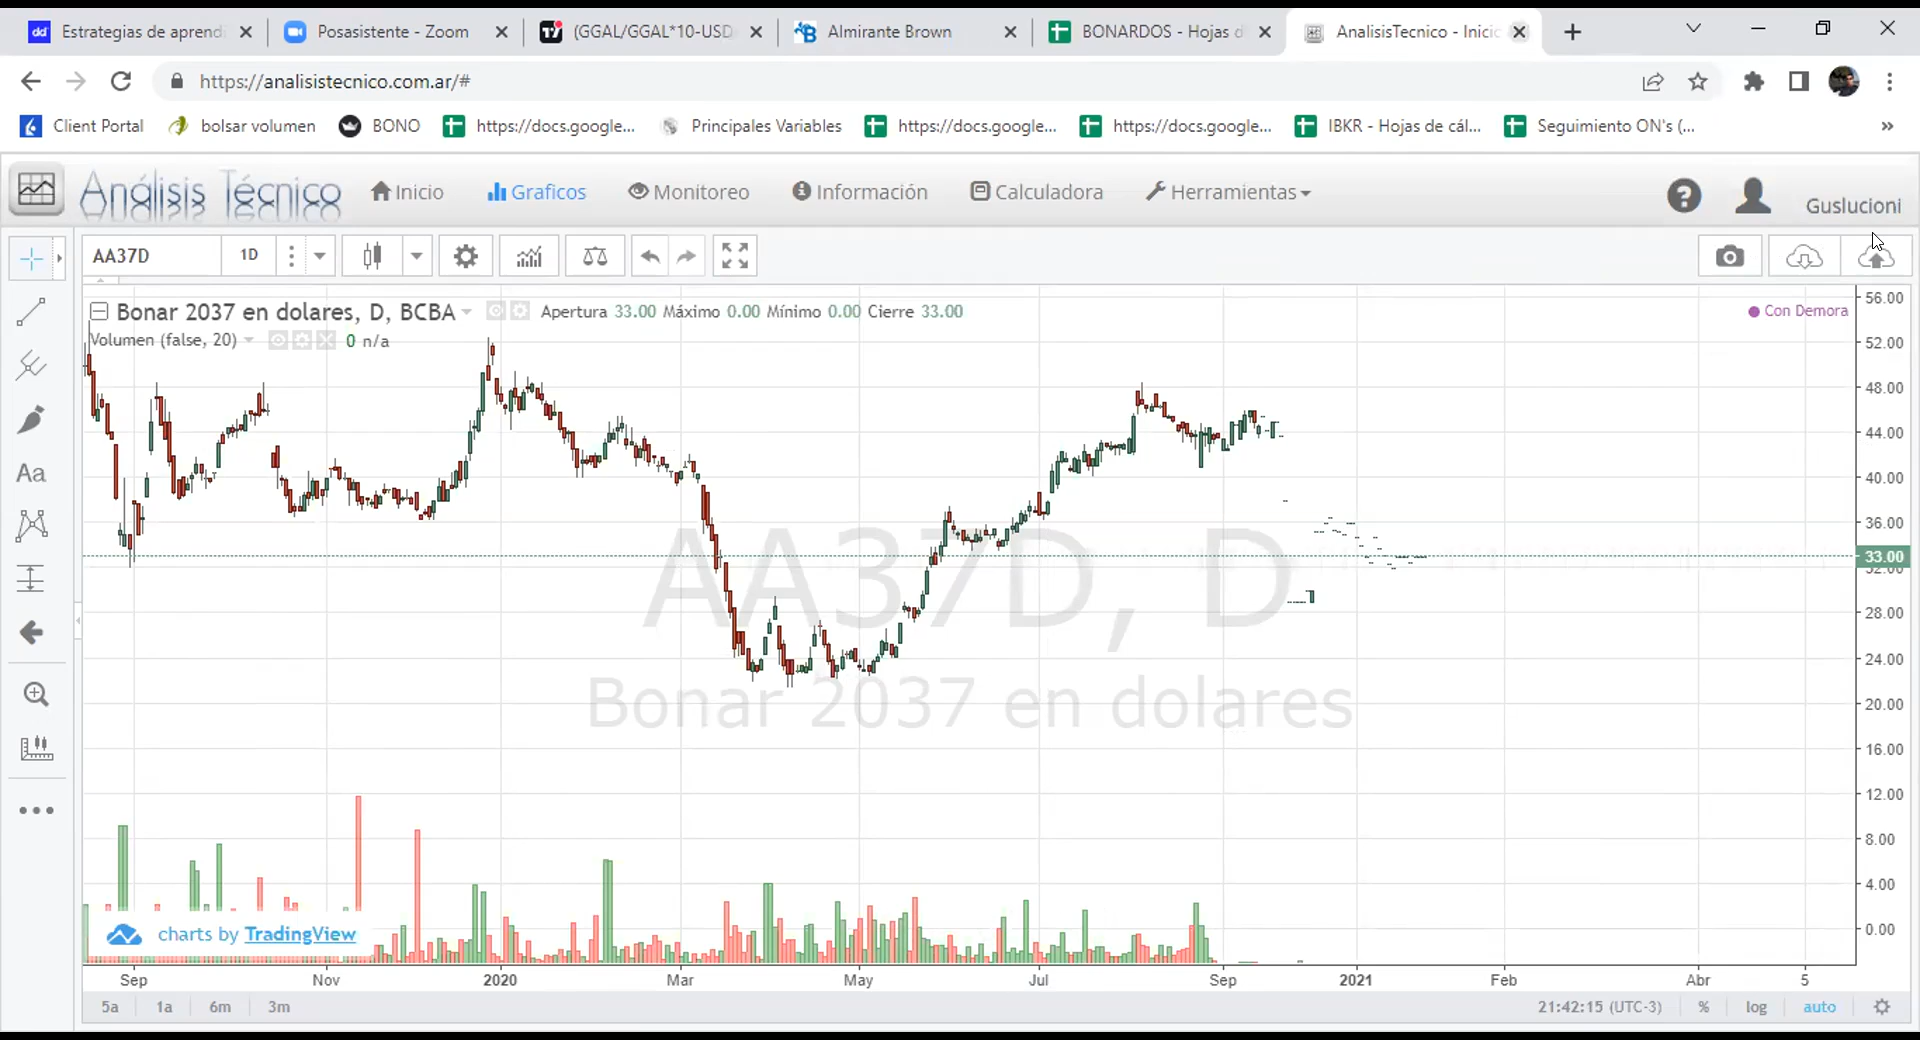 Estrategias de aprend
Posasistente - Zoom
(GGAL/GGAL*10-USD
Almirante Brown
BONARDOS - Hojas d
AnalisisTecnico - Inicio
https://analisistecnico.com.ar/#
Client Portal
bolsar volumen
BONO
https://docs.google...
Principales Variables
https://docs.google...
https://docs.google...
IBKR - Hojas de cál...
Seguimiento ON's (...
»
Análisis Técnico
Inicio
Graficos
Monitoreo
Información
Calculadora
Herramientas
Guslucioni
AA37D
1D
Bonar 2037 en dolares, D, BCBA
Apertura 33.00 Máximo 0.00 Mínimo 0.00 Cierre 33.00
Con Demora
Volumen (false, 20)
0 n/a
Aa
AA37D, D
Bonar 2037 en dolares
56.00
52.00
48.00
44.00
40.00
36.00
33.00
32.00
28.00
24.00
20.00
16.00
12.00
8.00
4.00
0.00
charts by TradingView
Sep Nov 2020 Mar May Jul Sep 2021 Feb Abr 5
5a 1a 6m 3m
21:42:15 (UTC-3) % log auto